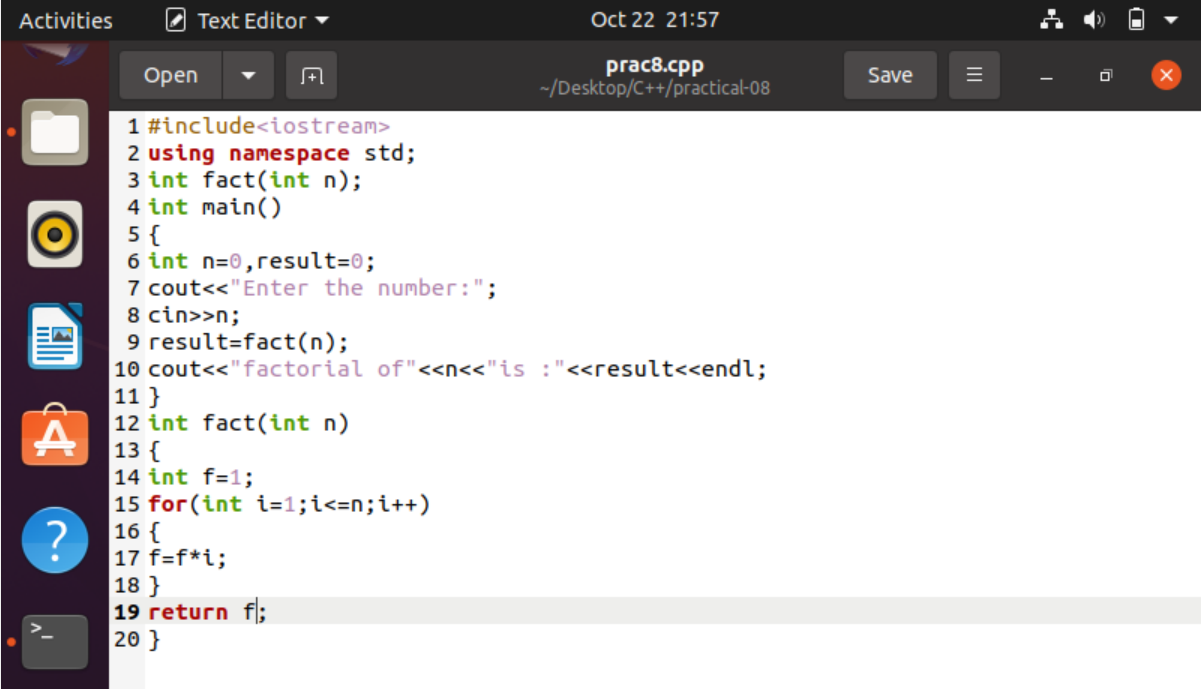 Activities Text Editor Oct 22 21:57
Open prac8.cpp Save
~/Desktop/C++/practical-08
1 #include<iostream>
2 using namespace std;
3 int fact(int n);
4 int main()
5 {
6 int n=0,result=0;
7 cout<<"Enter the number:";
8 cin>>n;
9 result=fact(n);
10 cout<<"factorial of"<<n<<"is :"<<result<<endl;
11 }
12 int fact(int n)
13 {
14 int f=1;
15 for(int i=1;i<=n;i++)
16 {
17 f=f*i;
18 }
19 return f;
20 }